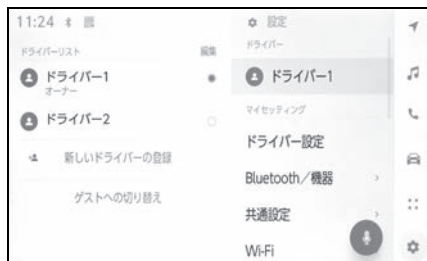 11:24
ドライバーリスト
編集
ドライバー1
オーナー
ドライバー2
新しいドライバーの登録
ゲストへの切り替え
設定
ドライバー
ドライバー1
マイセッティング
ドライバー設定
Bluetooth／機器
共通設定
Wi-Fi